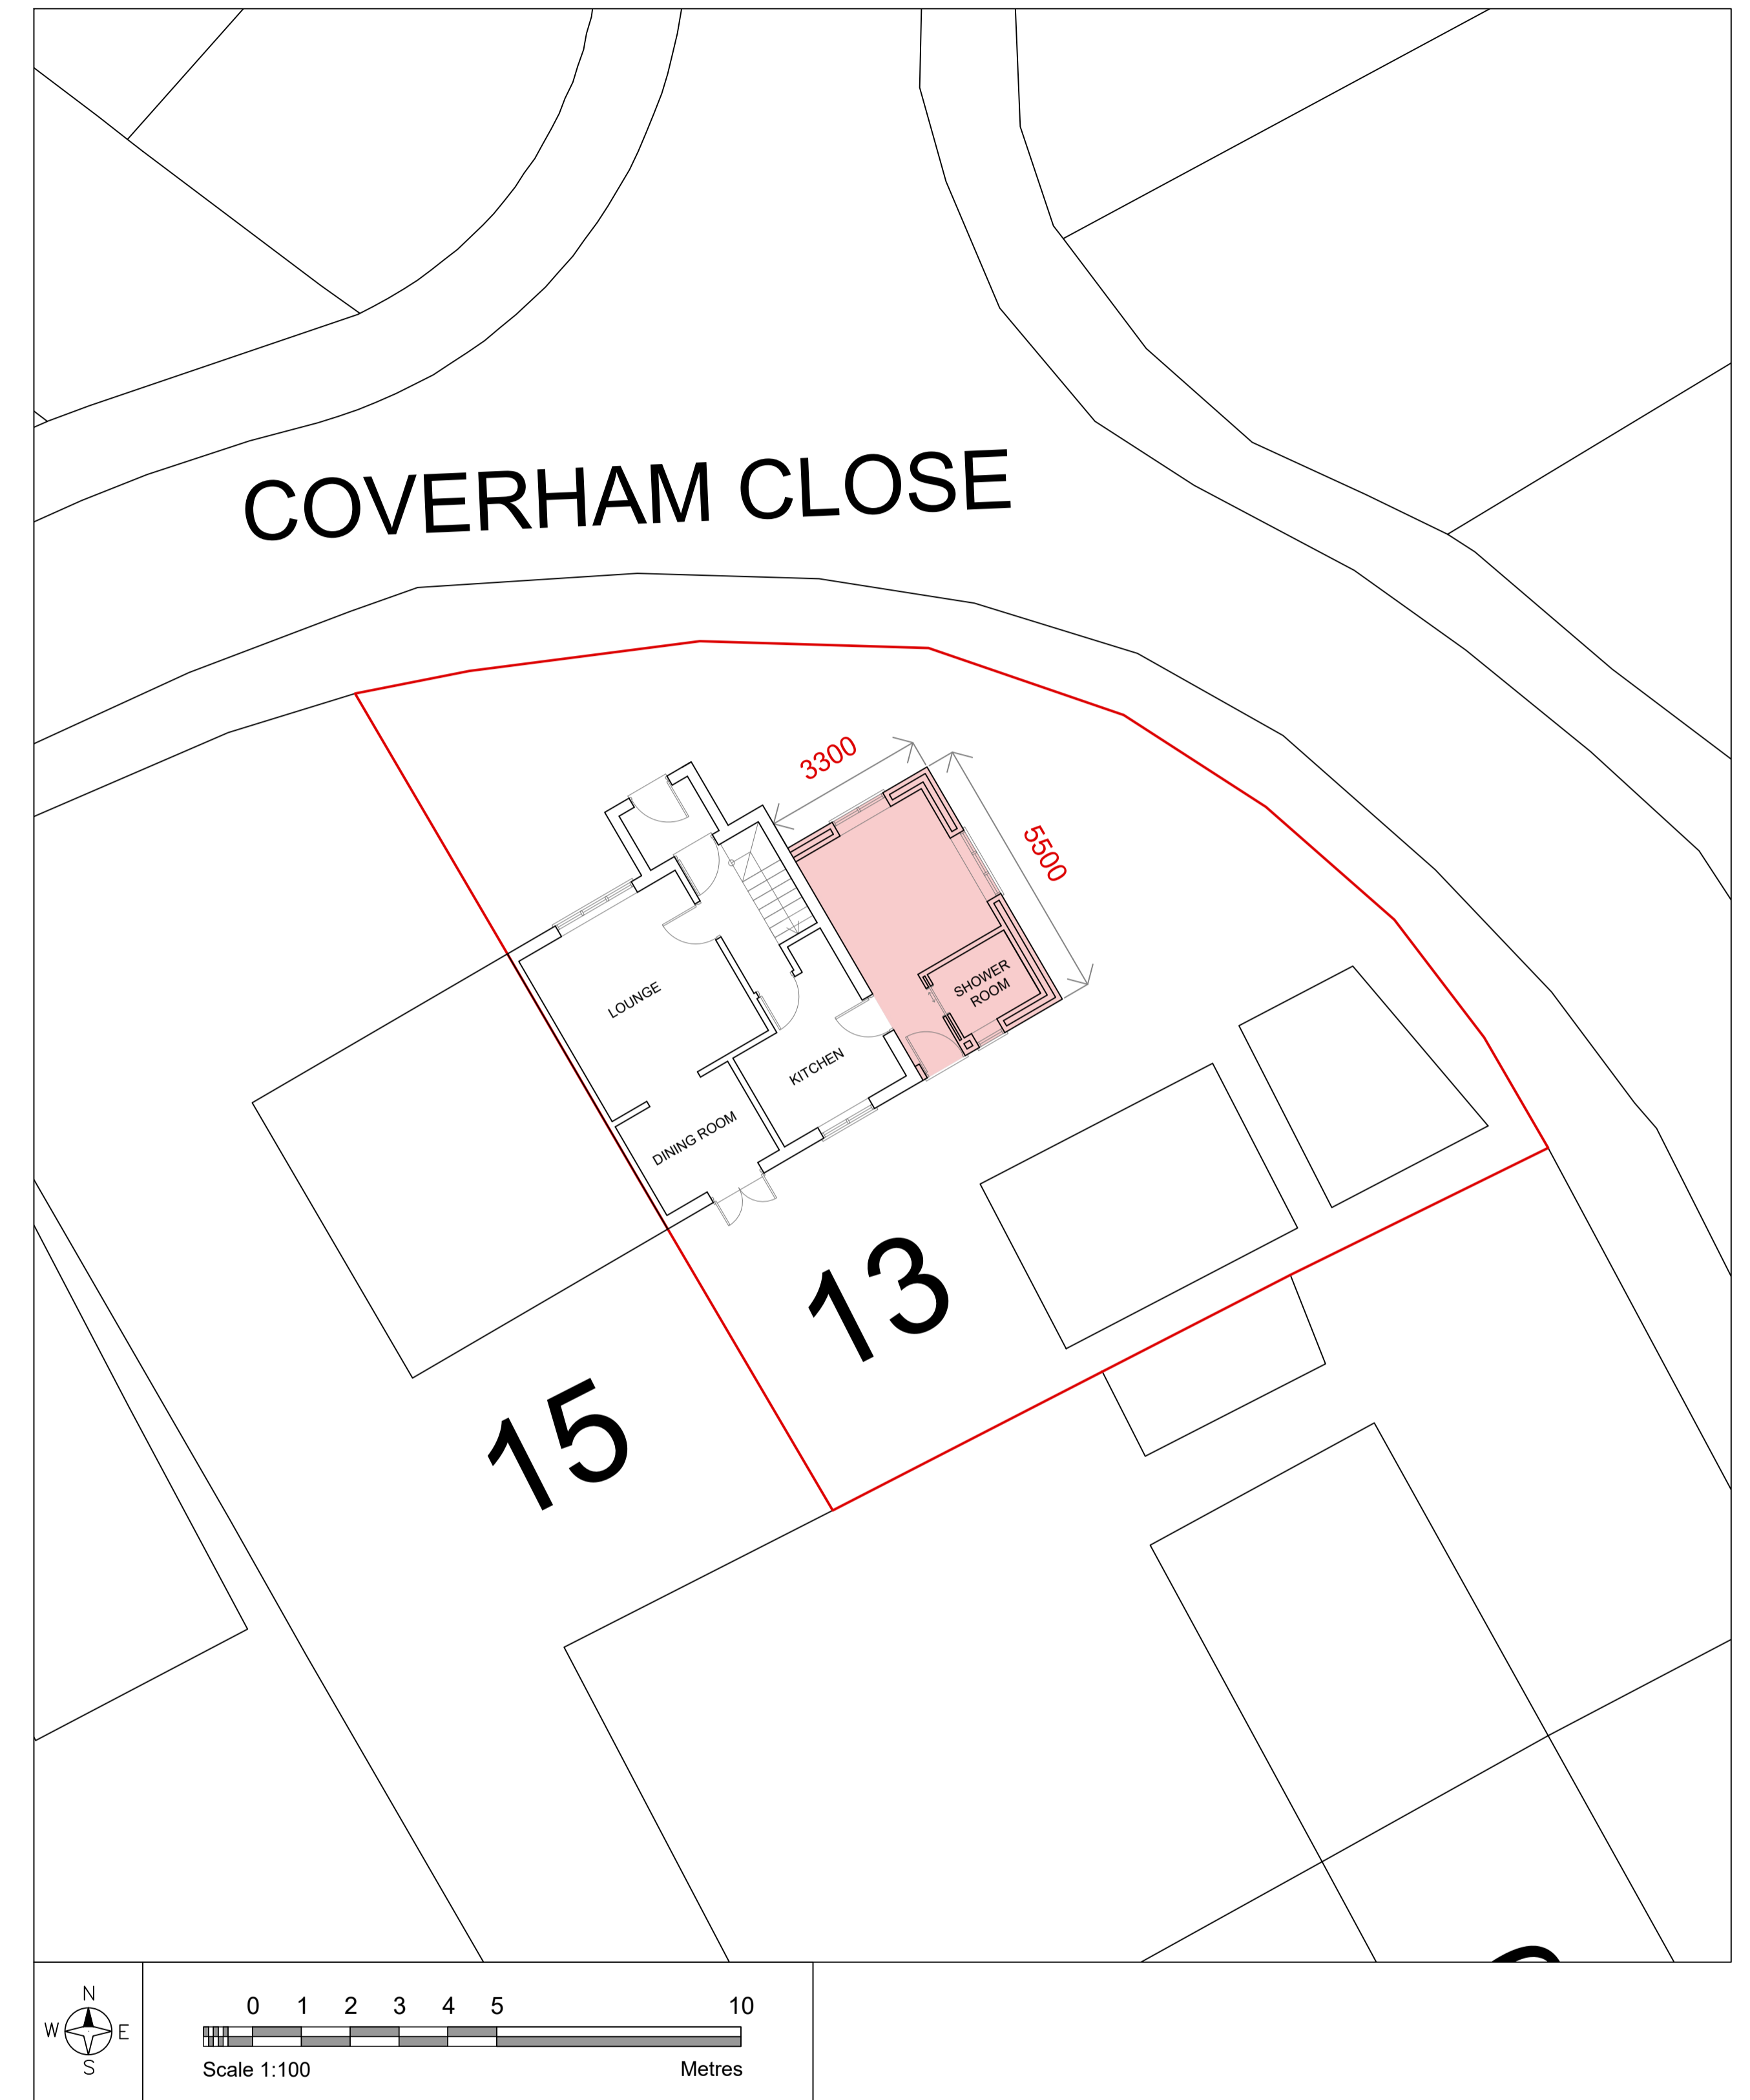 COVERHAM CLOSE
3300
5500
LOUNGE
SHOWER
ROOM
KITCHEN
DINING ROOM
13
15
N
W E
S
0 1 2 3 4 5 10
Scale 1:100 Metres